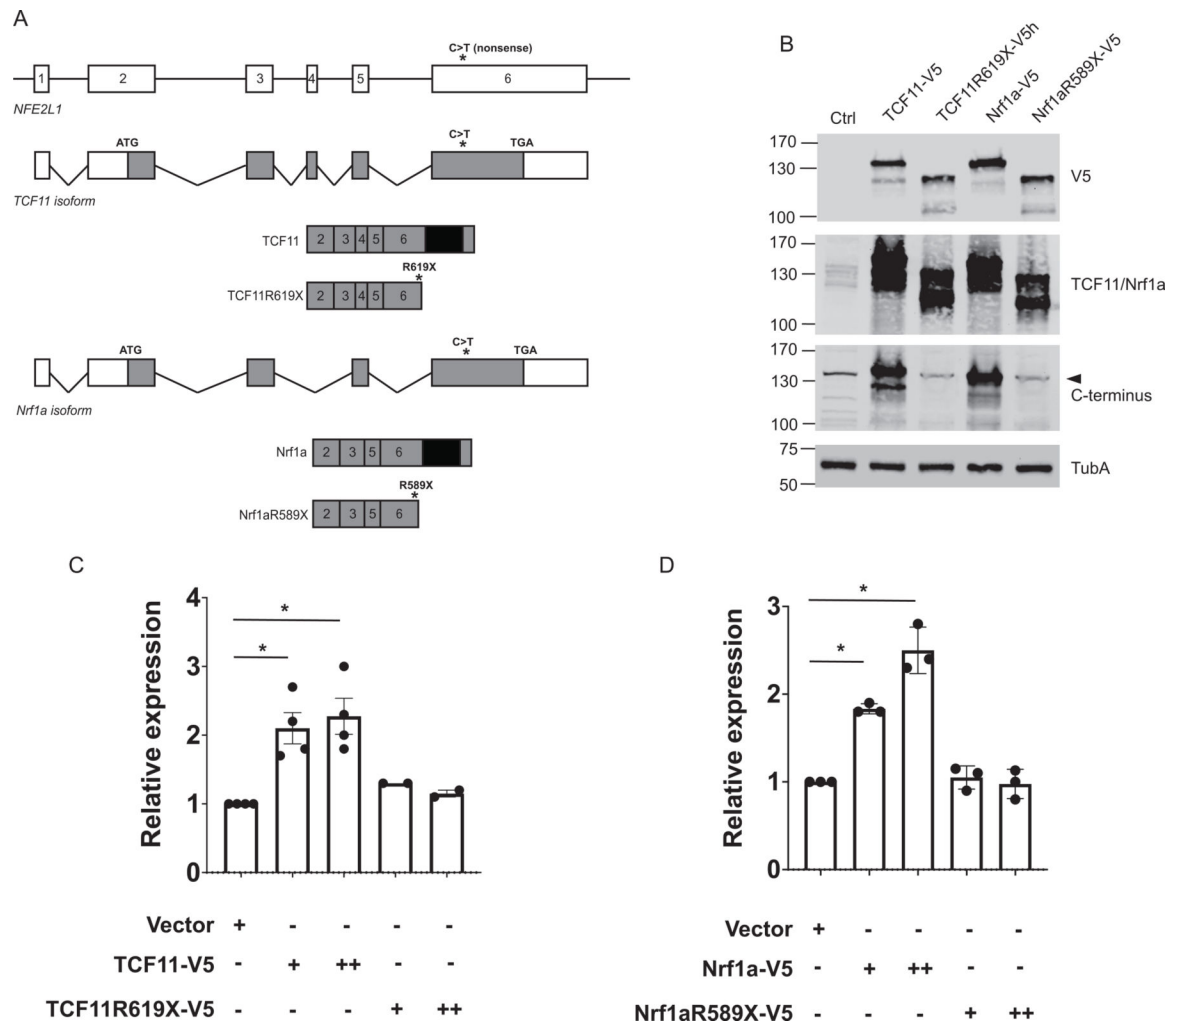 A
C>T (nonsense)
*
1 2 3 4 5 6
NFE2L1
ATG C>T TGA
*
TCF11 isoform
TCF11 2 3 4 5 6
R619X
*
TCF11R619X 2 3 4 5 6
ATG C>T TGA
*
Nrf1a isoform
Nrf1a 2 3 5 6
R589X
*
Nrf1aR589X 2 3 5 6
B
Ctrl TCF11-V5 TCF11R619X-V5h Nrf1a-V5 Nrf1aR589X-V5
170
130
100
V5
170
130
100
TCF11/Nrf1a
170
130
100
C-terminus
75
50
TubA
C
Relative expression
4
3
2
1
0
*
*
Vector + - - - -
TCF11-V5 - + ++ - -
TCF11R619X-V5 - - - + ++
D
Relative expression
3
2
1
0
*
*
Vector + - - - -
Nrf1a-V5 - + ++ - -
Nrf1aR589X-V5 - - - + ++